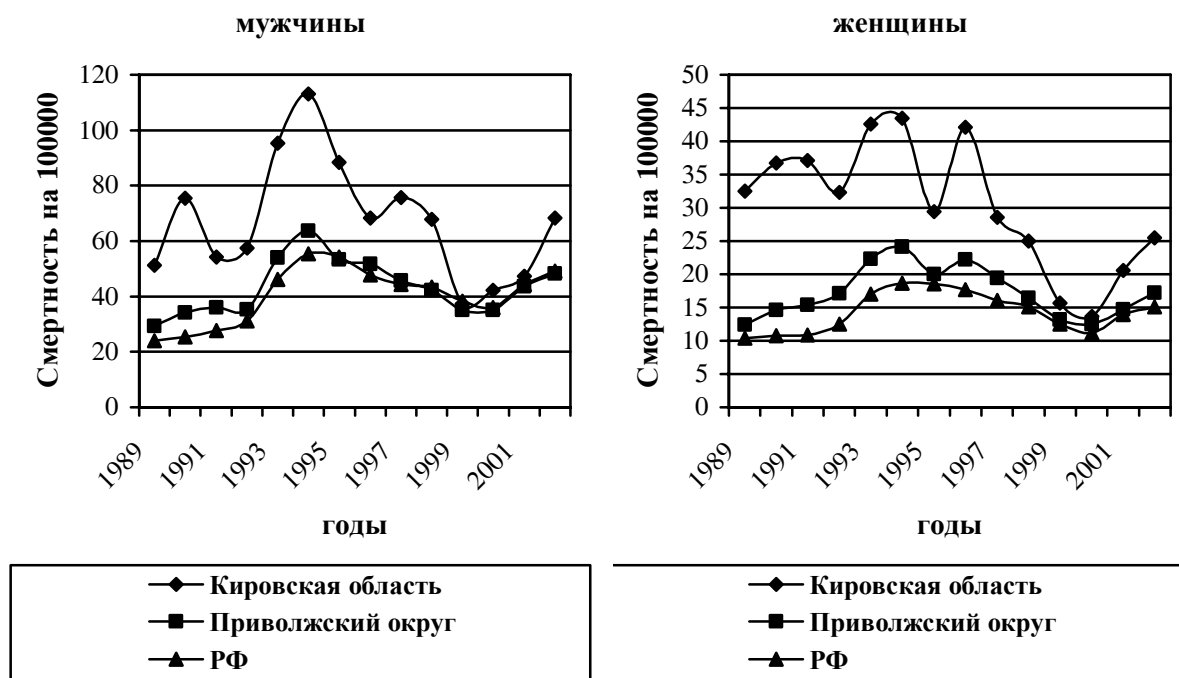 мужчины
Смертность на 100000
120
100
80
60
40
20
0
1989
1991
1993
1995
1997
1999
2001
годы
Кировская область
Приволжский округ
РФ
женщины
Смертность на 100000
50
45
40
35
30
25
20
15
10
5
0
1989
1991
1993
1995
1997
1999
2001
годы
Кировская область
Приволжский округ
РФ